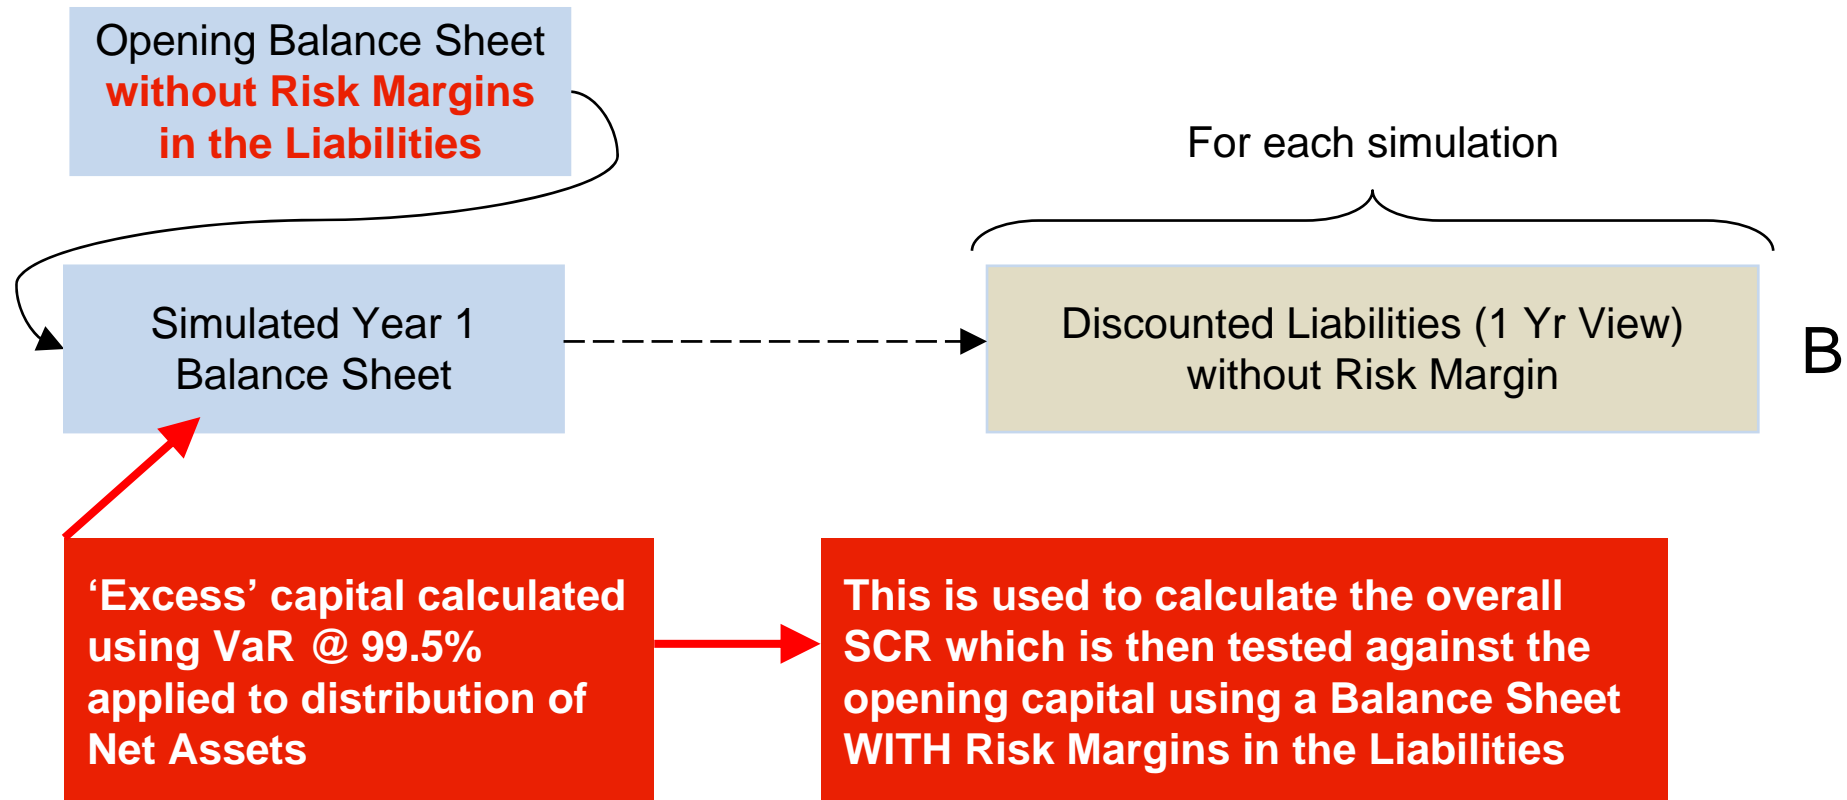 Opening Balance Sheet
without Risk Margins
in the Liabilities
For each simulation
Simulated Year 1
Balance Sheet
Discounted Liabilities (1 Yr View)
without Risk Margin
B
‘Excess’ capital calculated
using VaR @ 99.5%
applied to distribution of
Net Assets
This is used to calculate the overall
SCR which is then tested against the
opening capital using a Balance Sheet
WITH Risk Margins in the Liabilities